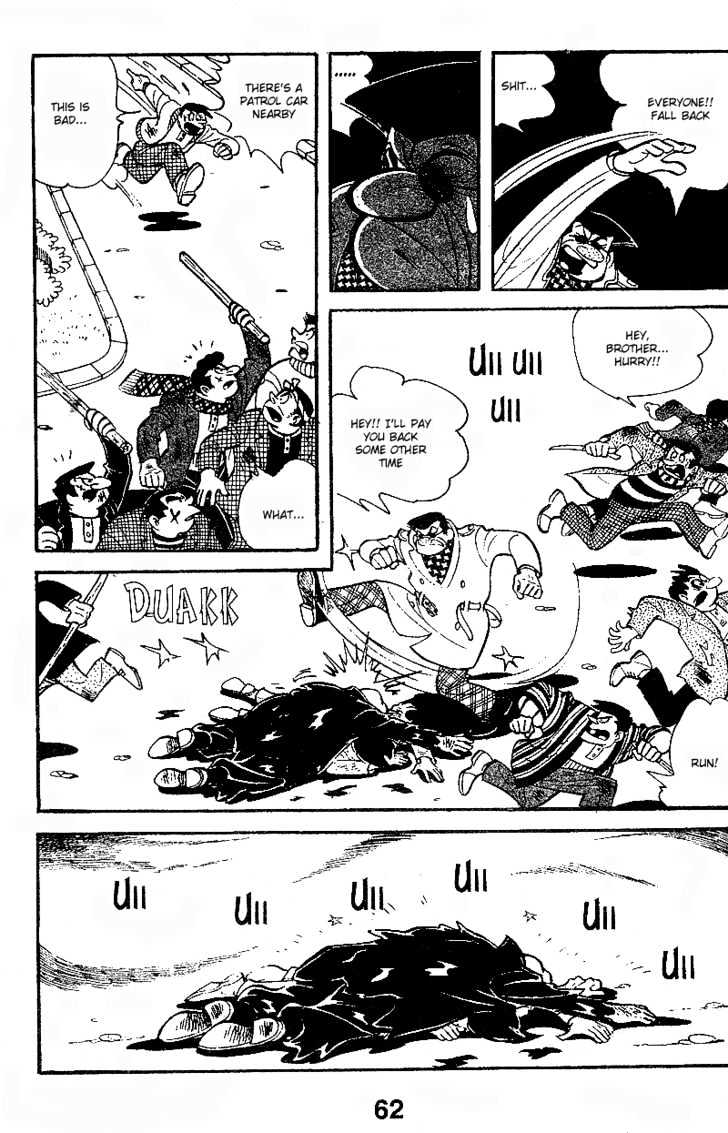 THIS IS
BAD...
THERE'S A
PATROL CAR
NEARBY
WHAT...
.....
SHIT...
EVERYONE!!
FALL BACK
HEY,
BROTHER...
HURRY!!
UII UII
UII
HEY!! I'LL PAY
YOU BACK
SOME OTHER
TIME
DUAKK
RUN!
UII
UII
UII
UII
UII
UII
62